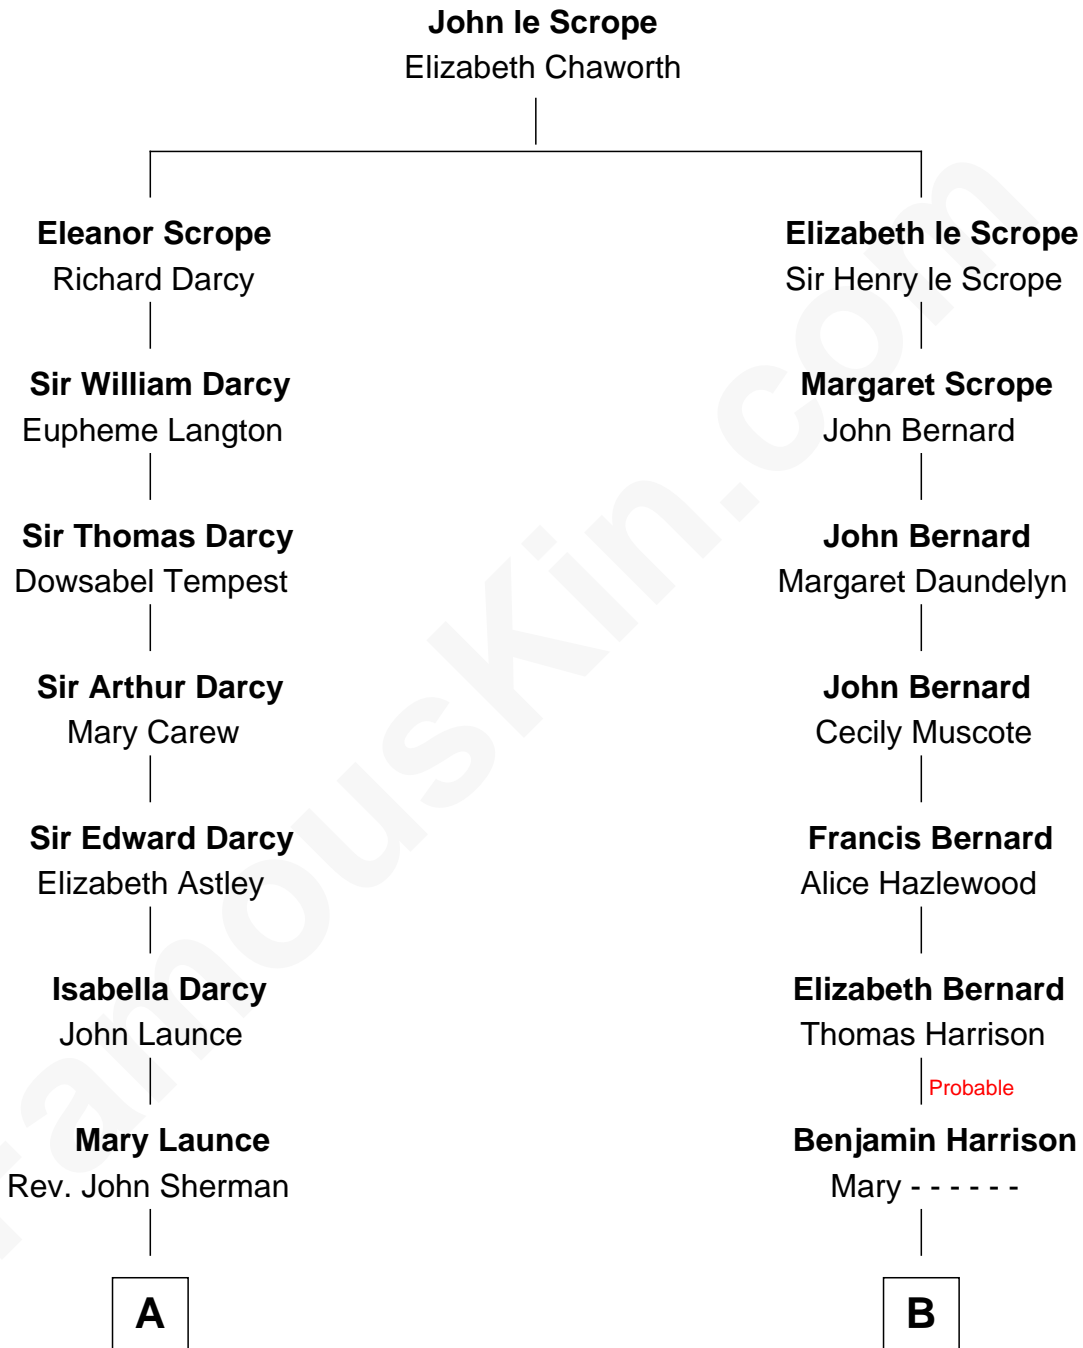 John le Scrope
Elizabeth Chaworth
Eleanor Scrope
Richard Darcy
Elizabeth le Scrope
Sir Henry le Scrope
Sir William Darcy
Eupheme Langton
Margaret Scrope
John Bernard
Sir Thomas Darcy
Dowsabel Tempest
John Bernard
Margaret Daundelyn
Sir Arthur Darcy
Mary Carew
John Bernard
Cecily Muscote
Sir Edward Darcy
Elizabeth Astley
Francis Bernard
Alice Hazlewood
Isabella Darcy
John Launce
Elizabeth Bernard
Thomas Harrison
Probable
Mary Launce
Rev. John Sherman
Benjamin Harrison
Mary - - - - - -
A
B
FamousKin.com